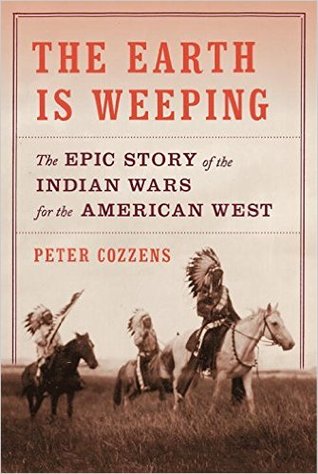 THE EARTH
IS WEEPING
The EPIC STORY of the
INDIAN WARS
for the AMERICAN WEST
PETER COZZENS